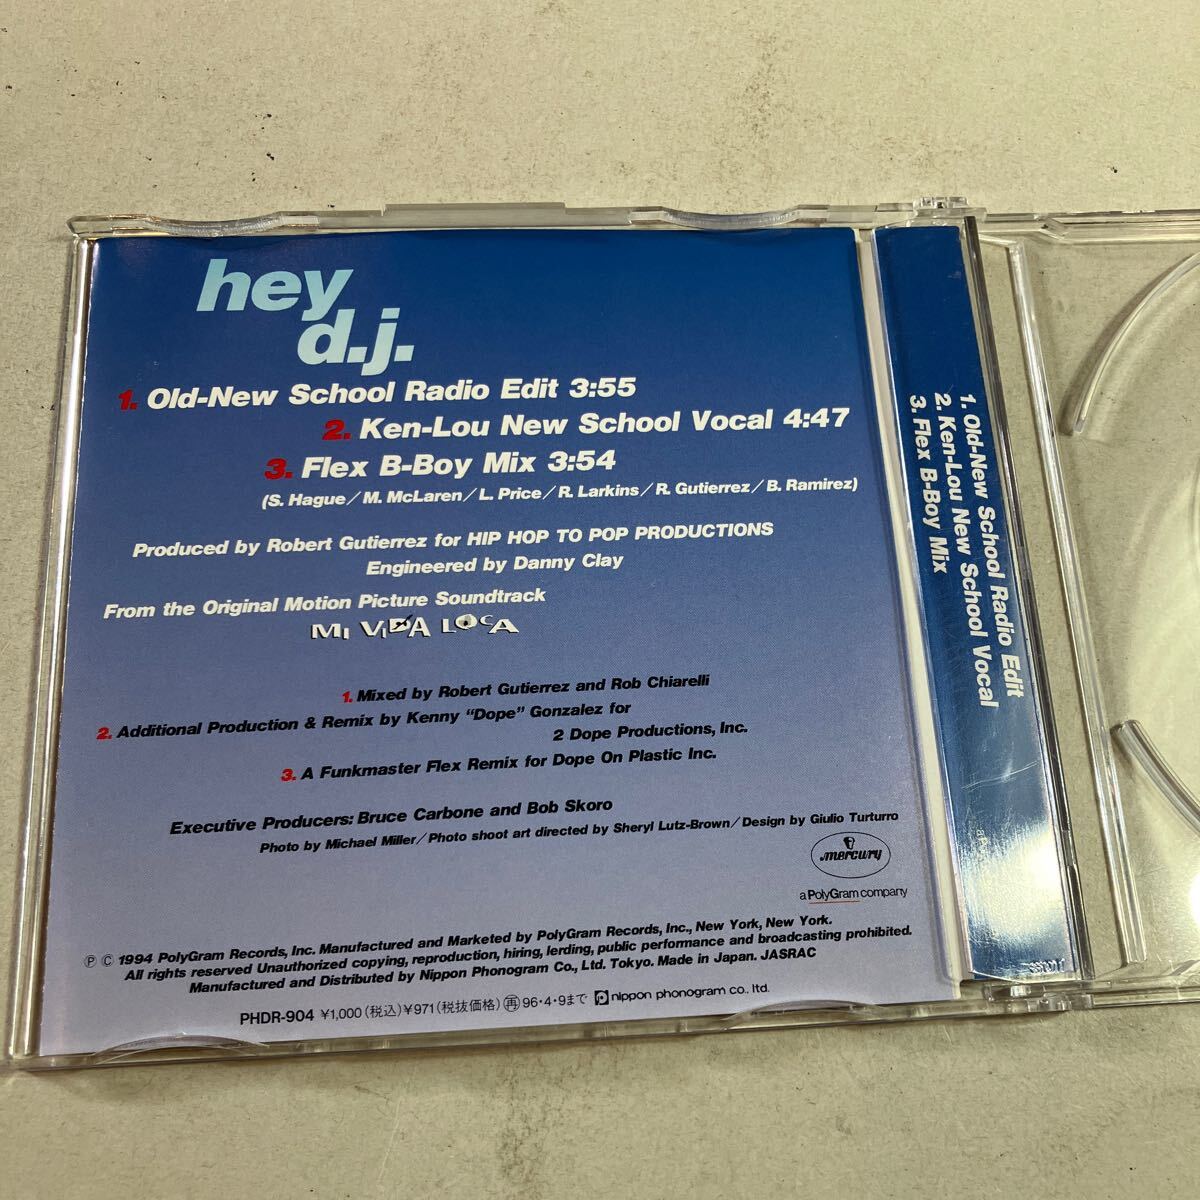 hey
d.j.
1. Old-New School Radio Edit 3:55
2. Ken-Lou New School Vocal 4:47
3. Flex B-Boy Mix 3:54
(S. Hague／M. McLaren／L. Price／R. Larkins／R. Gutierrez／B. Ramirez)
Produced by Robert Gutierrez for HIP HOP TO POP PRODUCTIONS
Engineered by Danny Clay
From the Original Motion Picture Soundtrack
MI VIDA LOCA
1. Mixed by Robert Gutierrez and Rob Chiarelli
2. Additional Production & Remix by Kenny “Dope” Gonzalez for
2 Dope Productions, Inc.
3. A Funkmaster Flex Remix for Dope On Plastic Inc.
Executive Producers: Bruce Carbone and Bob Skoro
Photo by Michael Miller／Photo shoot art directed by Sheryl Lutz-Brown／Design by Giulio Turturro
mercury
a PolyGram company
Ⓟ Ⓒ 1994 PolyGram Records, Inc. Manufactured and Marketed by PolyGram Records, Inc., New York, New York.
All rights reserved Unauthorized copying, reproduction, hiring, lerding, public performance and broadcasting prohibited.
Manufactured and Distributed by Nippon Phonogram Co., Ltd. Tokyo. Made in Japan. JASRAC
PHDR-904 ¥1,000(税込)¥971(税抜価格)㊢96・4・9まで nippon phonogram co., ltd.
1. Old-New School Radio Edit
2. Ken-Lou New School Vocal
3. Flex B-Boy Mix